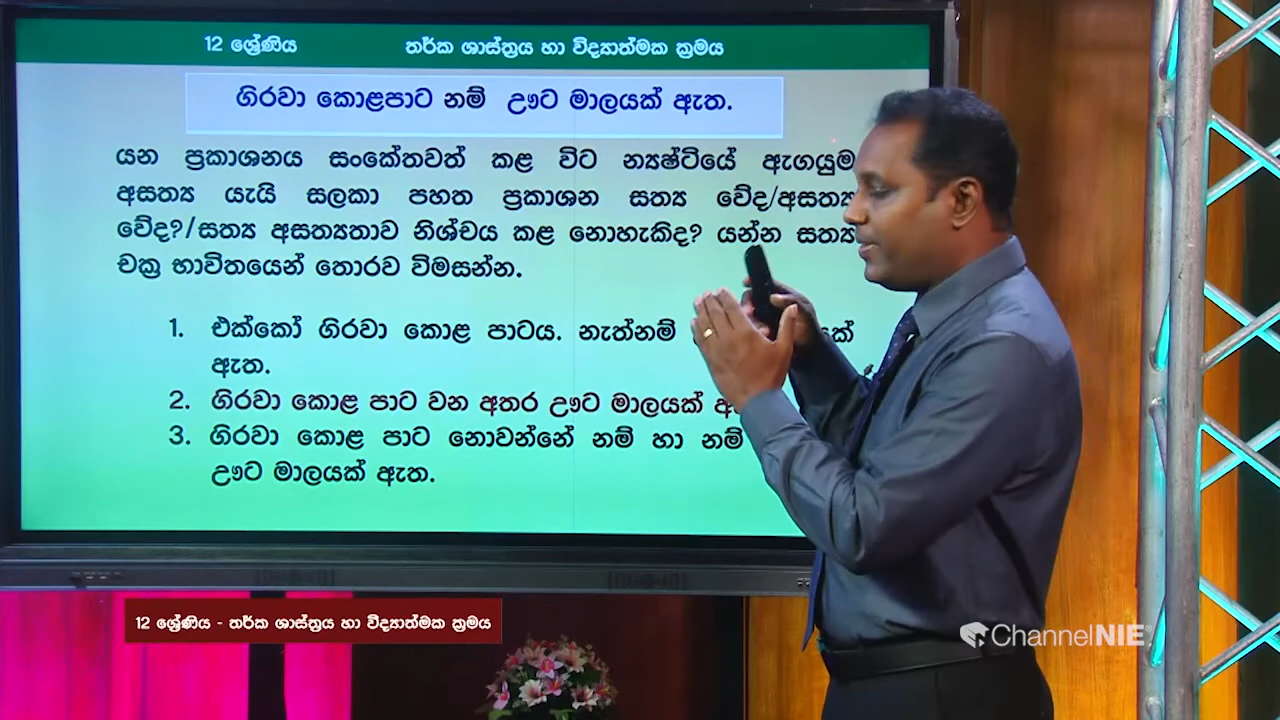 12 ශ්‍රේණිය තර්ක ශාස්ත්‍රය හා විද්‍යාත්මක ක්‍රමය
ගිරවා කොළපාට නම් ඌට මාලයක් ඇත.
යන ප්‍රකාශනය සංකේතවත් කළ විට න්‍යෂ්ටියේ ඇගයුම
අසත්‍ය යැයි සලකා පහත ප්‍රකාශන සත්‍ය වේද/අසත්‍ය
වේද?/සත්‍ය අසත්‍යතාව නිශ්චය කළ නොහැකිද? යන්න සත්‍ය
චක්‍ර භාවිතයෙන් තොරව විමසන්න.
1. එක්කෝ ගිරවා කොළ පාටය. නැත්නම්
ඇත.
2. ගිරවා කොළ පාට වන අතර ඌට මාලයක්
3. ගිරවා කොළ පාට නොවන්නේ නම් හා නම්
ඌට මාලයක් ඇත.
12 ශ්‍රේණිය - තර්ක ශාස්ත්‍රය හා විද්‍යාත්මක ක්‍රමය
ChannelNIE